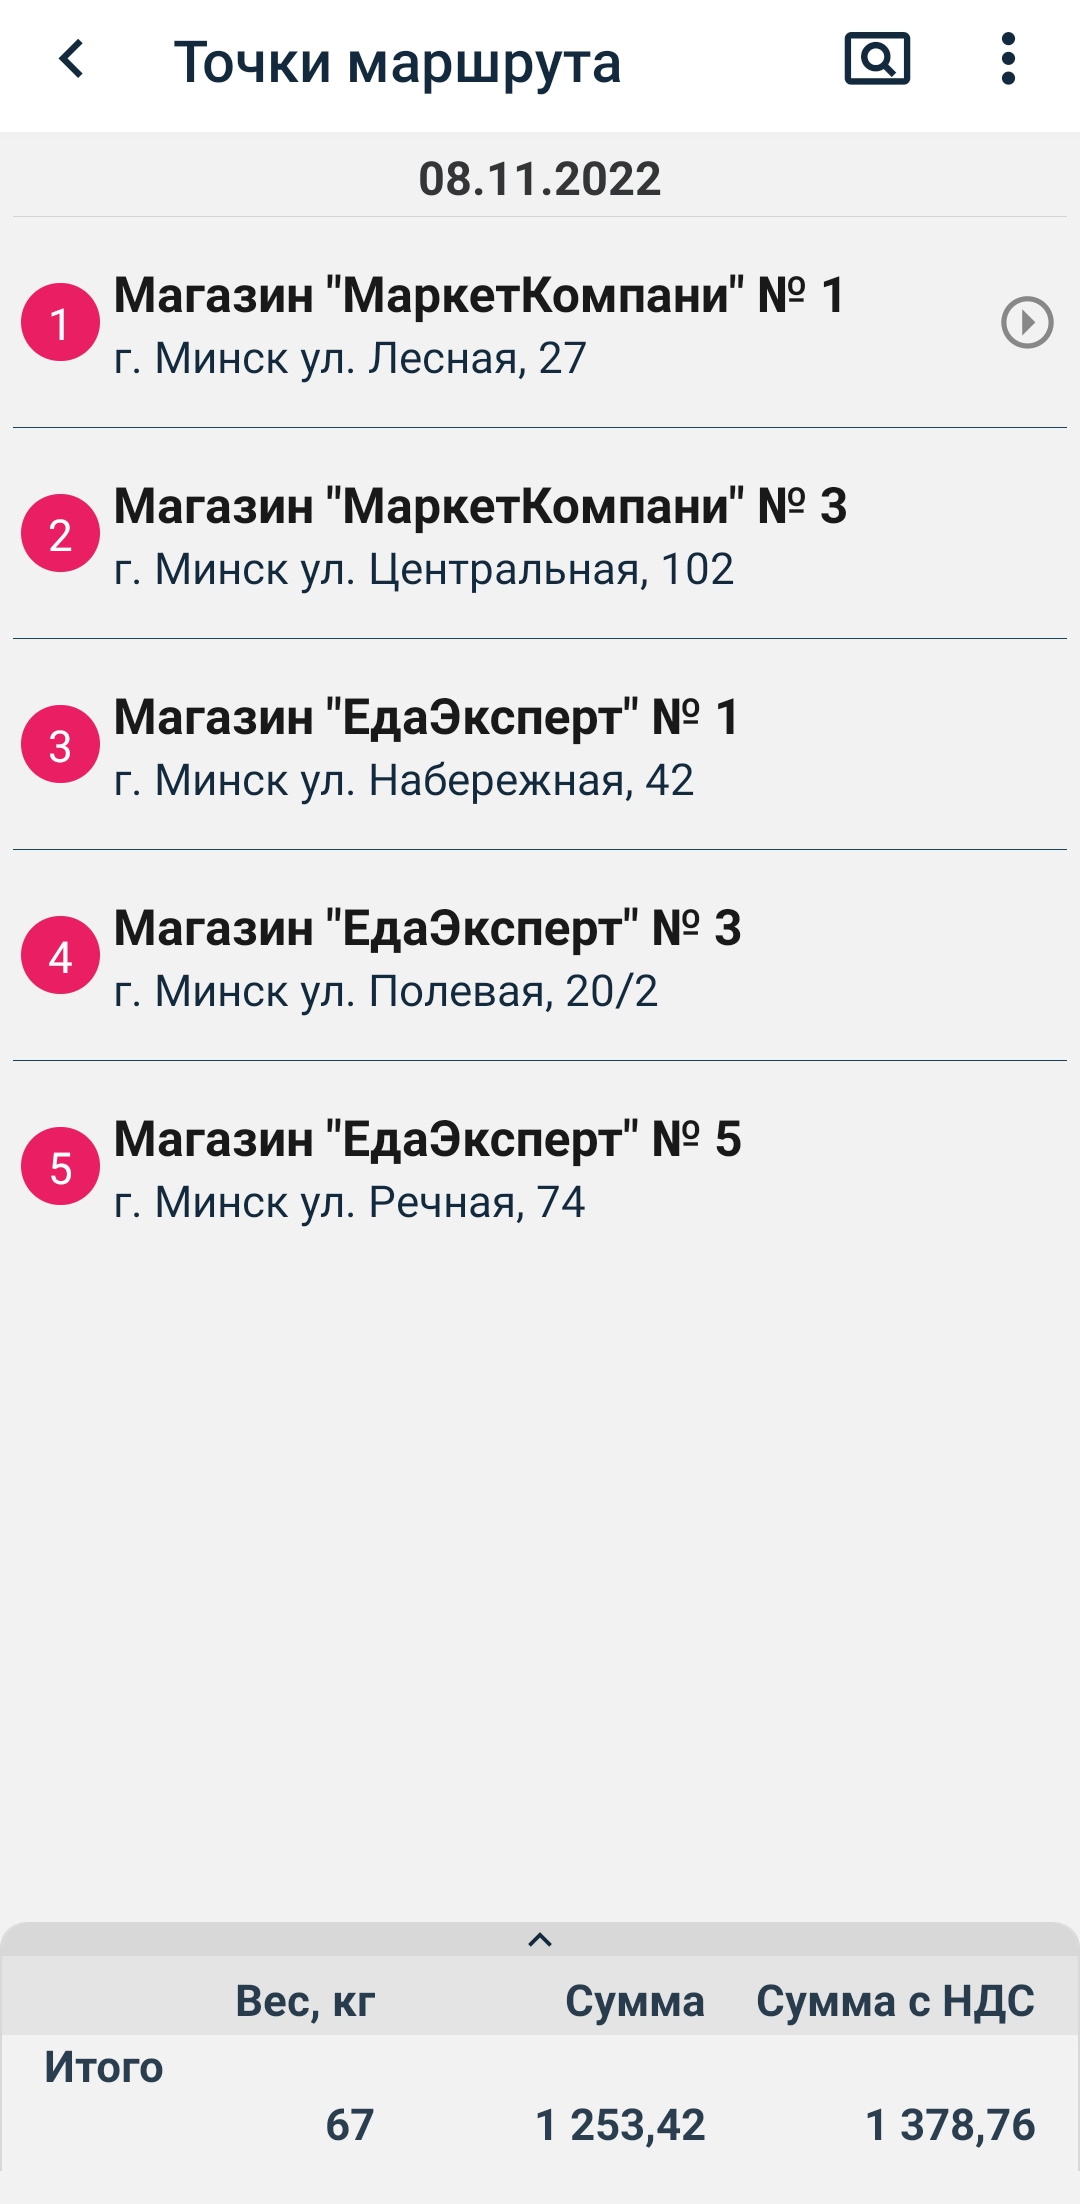 Точки маршрута
08.11.2022
1
Магазин "МаркетКомпани" № 1
г. Минск ул. Лесная, 27
2
Магазин "МаркетКомпани" № 3
г. Минск ул. Центральная, 102
3
Магазин "ЕдаЭксперт" № 1
г. Минск ул. Набережная, 42
4
Магазин "ЕдаЭксперт" № 3
г. Минск ул. Полевая, 20/2
5
Магазин "ЕдаЭксперт" № 5
г. Минск ул. Речная, 74
Вес, кг Сумма Сумма с НДС
Итого
67 1 253,42 1 378,76